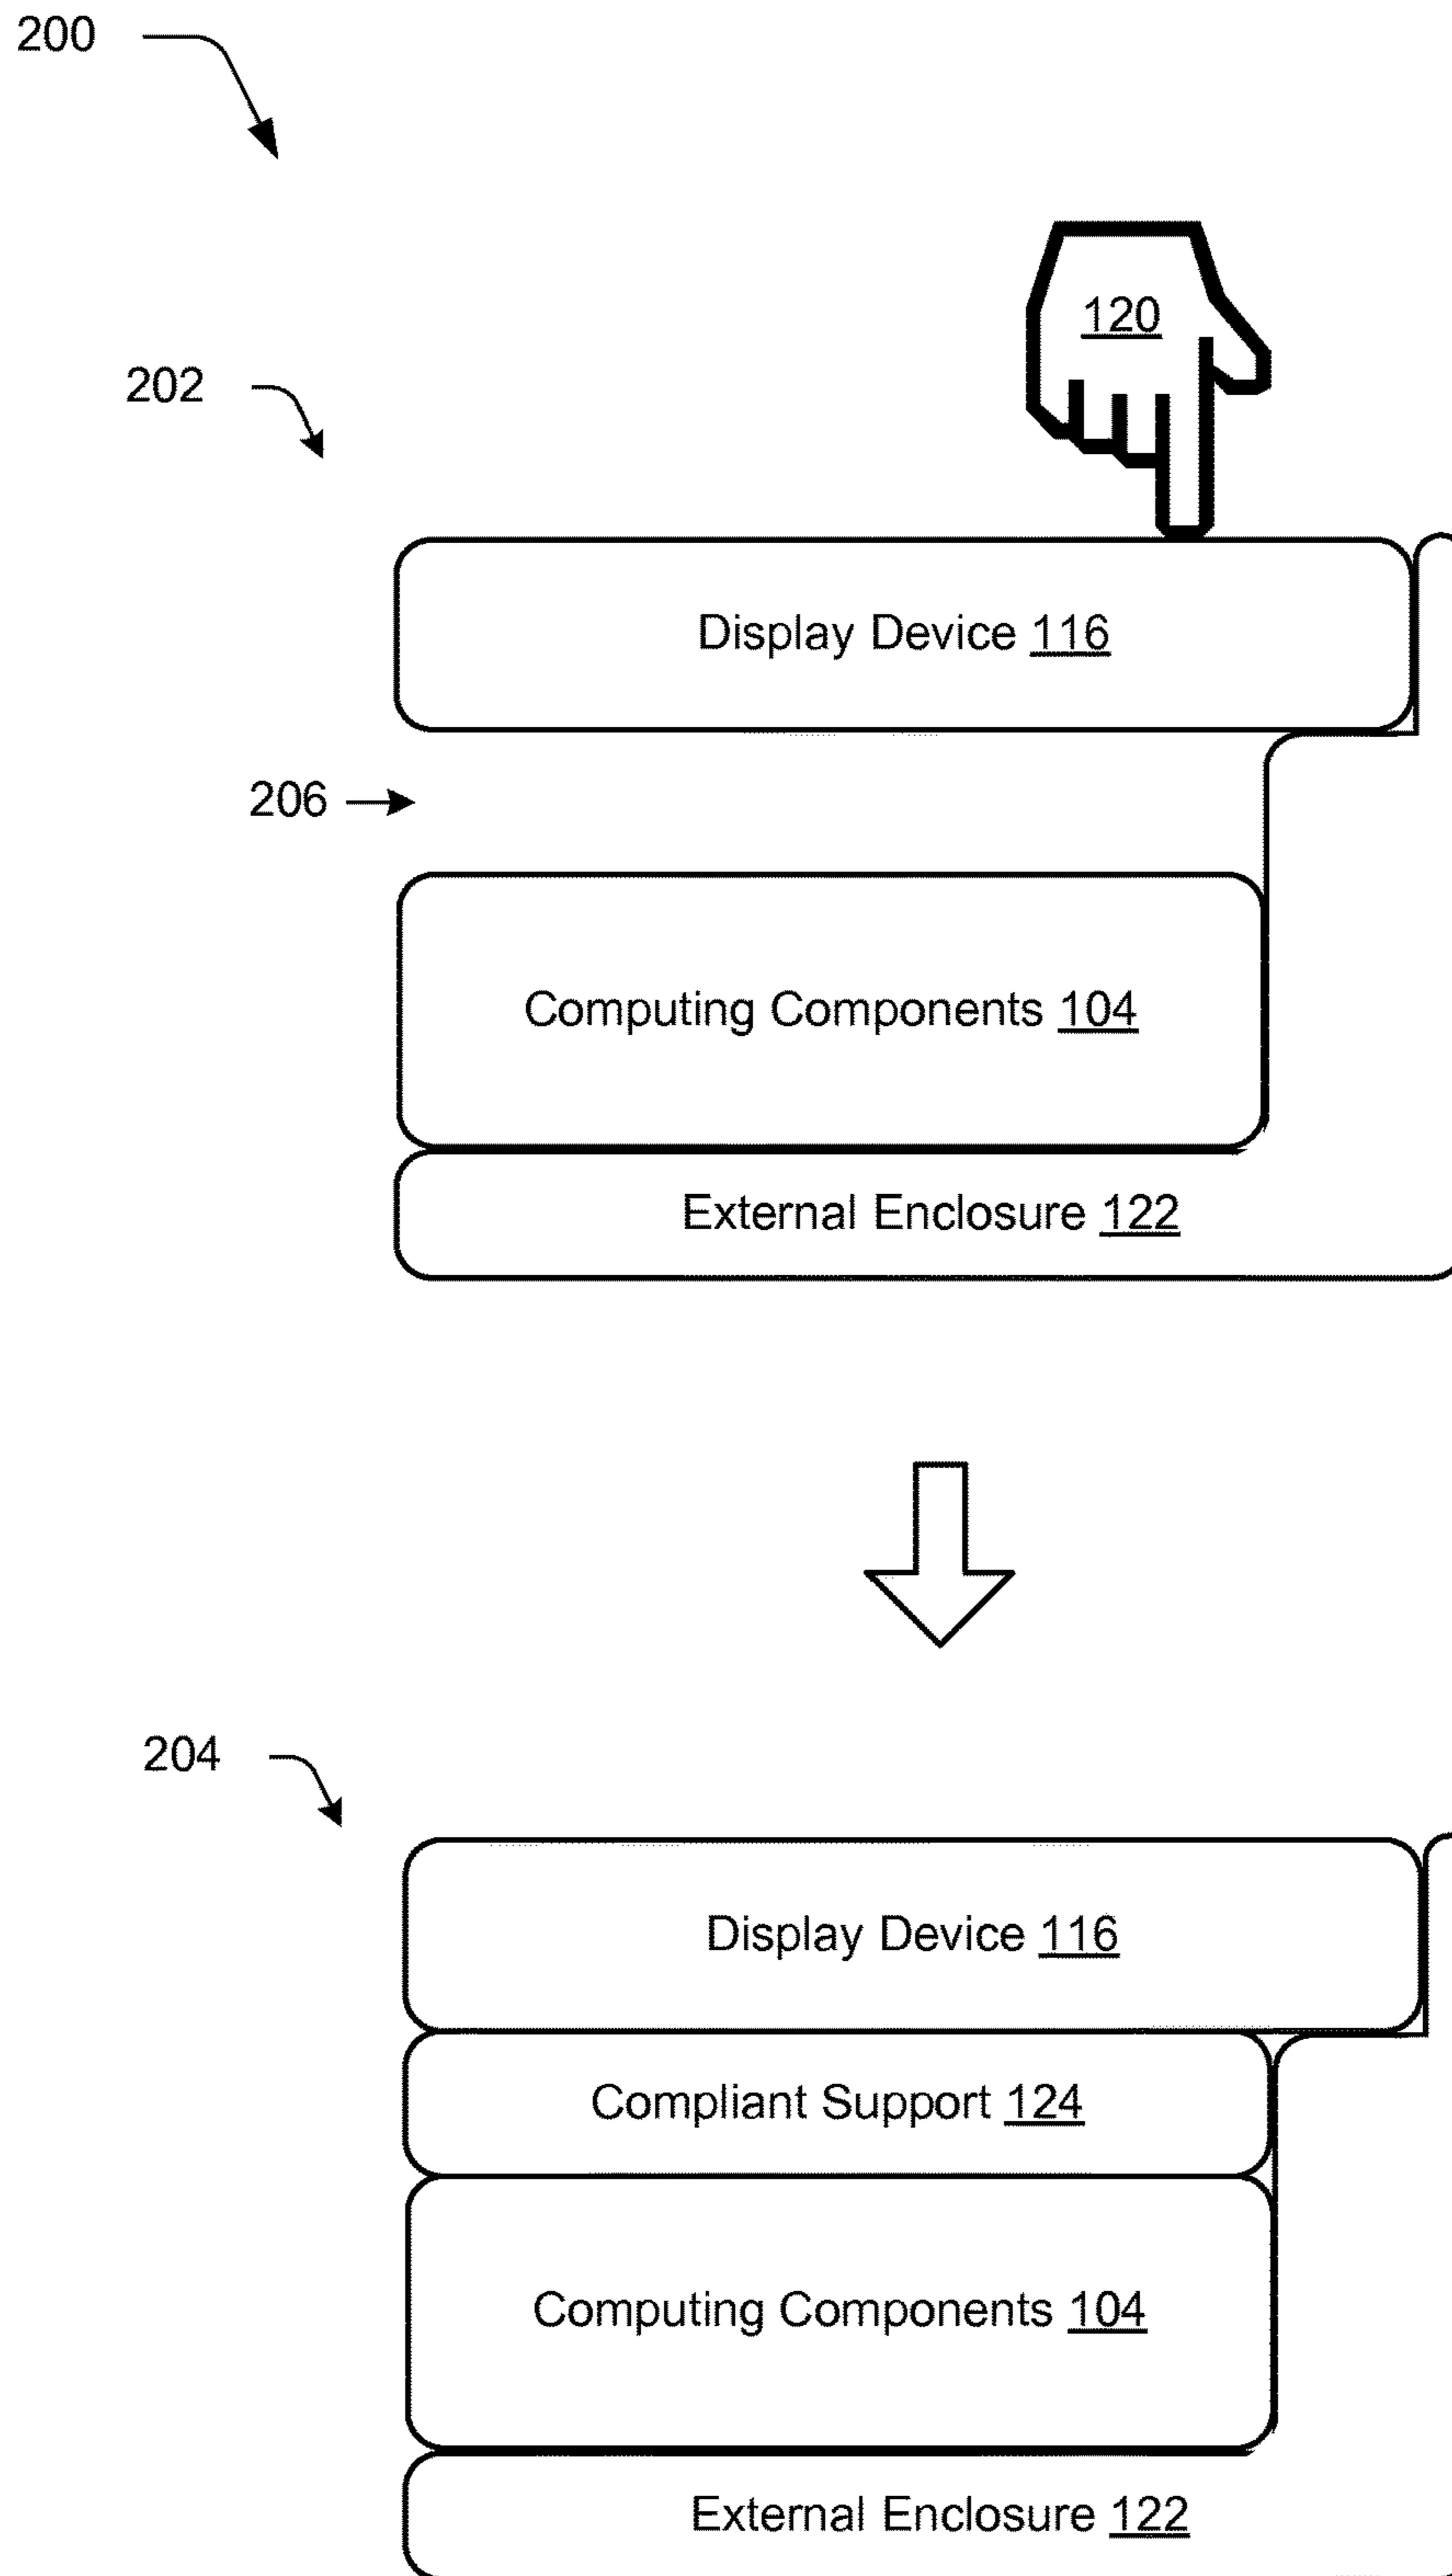 200
120
202
Display Device 116
206
Computing Components 104
External Enclosure 122
204
Display Device 116
Compliant Support 124
Computing Components 104
External Enclosure 122